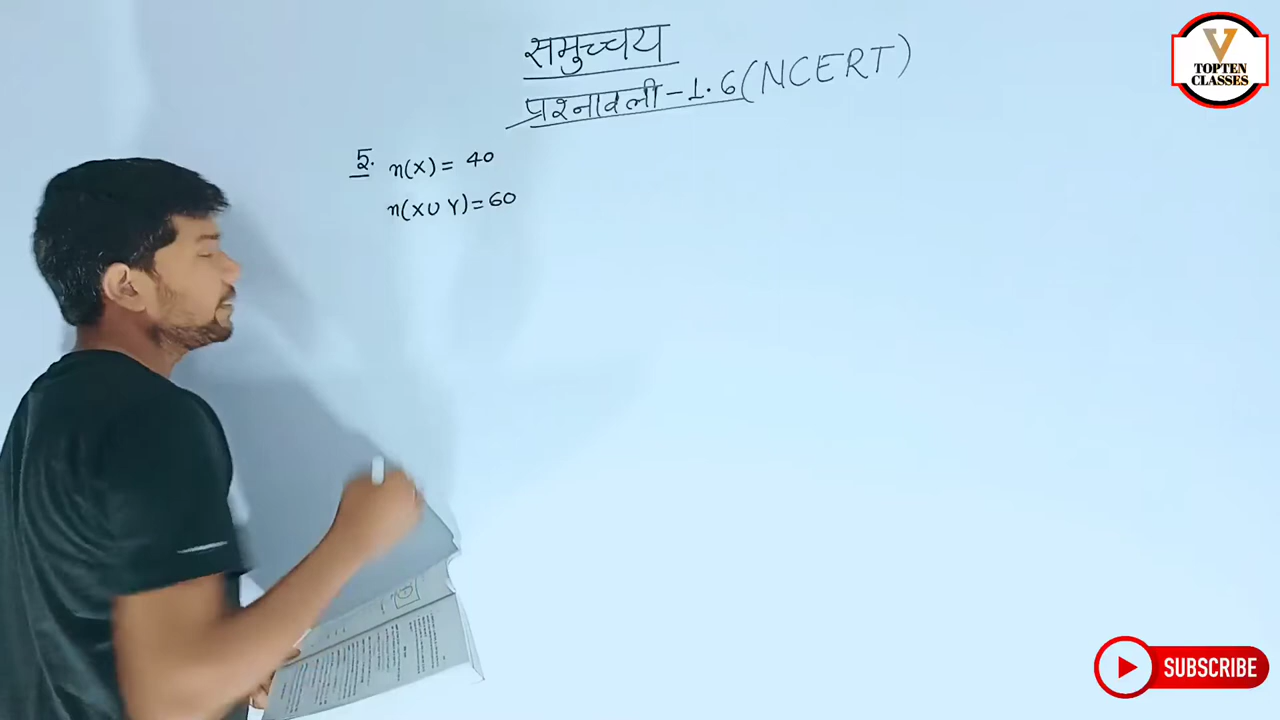 समुच्चय
प्रश्नावली - 1.6 (NCERT)
5. n(X) = 40
n(X∪Y) = 60
V
TOPTEN
CLASSES
SUBSCRIBE